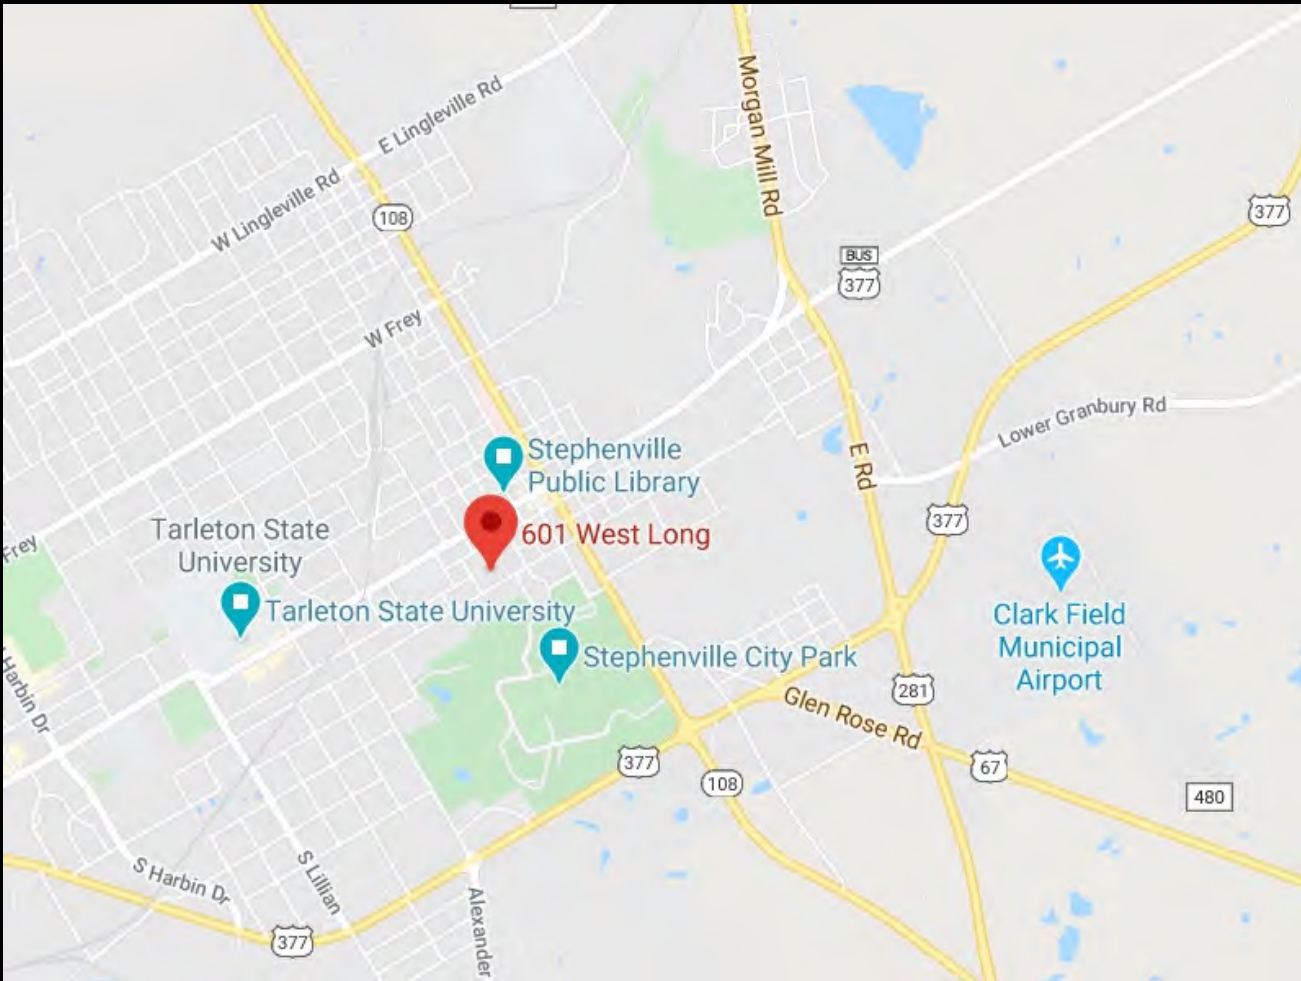 E Lingleville Rd
Morgan Mill Rd
W Lingleville Rd
108
377
BUS
377
W Frey
Lower Granbury Rd
Stephenville
Public Library
E Rd
601 West Long
377
Tarleton State
University
Frey
Tarleton State University
Clark Field
Municipal
Airport
Stephenville City Park
281
Harbin Dr
Glen Rose Rd
377
67
108
480
S Harbin Dr
S Lillian
Alexander
377